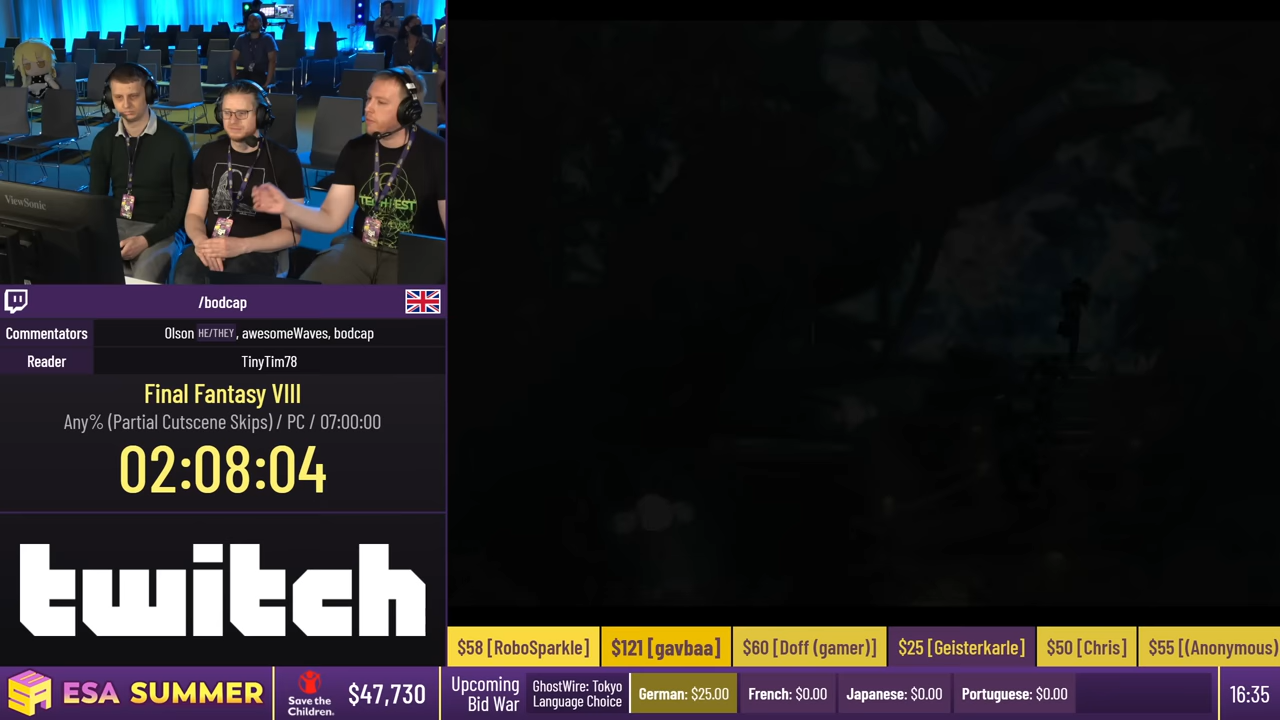 ViewSonic
TECH FEST
/bodcap
Commentators
Olson HE/THEY, awesomeWaves, bodcap
Reader
TinyTim78
Final Fantasy VIII
Any% (Partial Cutscene Skips) / PC / 07:00:00
02:08:04
twitch
$58 [RoboSparkle]
$121 [gavbaa]
$60 [Doff (gamer)]
$25 [Geisterkarle]
$50 [Chris]
$55 [(Anonymous)
ESA SUMMER
Save the
Children.
$47,730
Upcoming
Bid War
GhostWire: Tokyo
Language Choice
German: $25.00
French: $0.00
Japanese: $0.00
Portuguese: $0.00
16:35